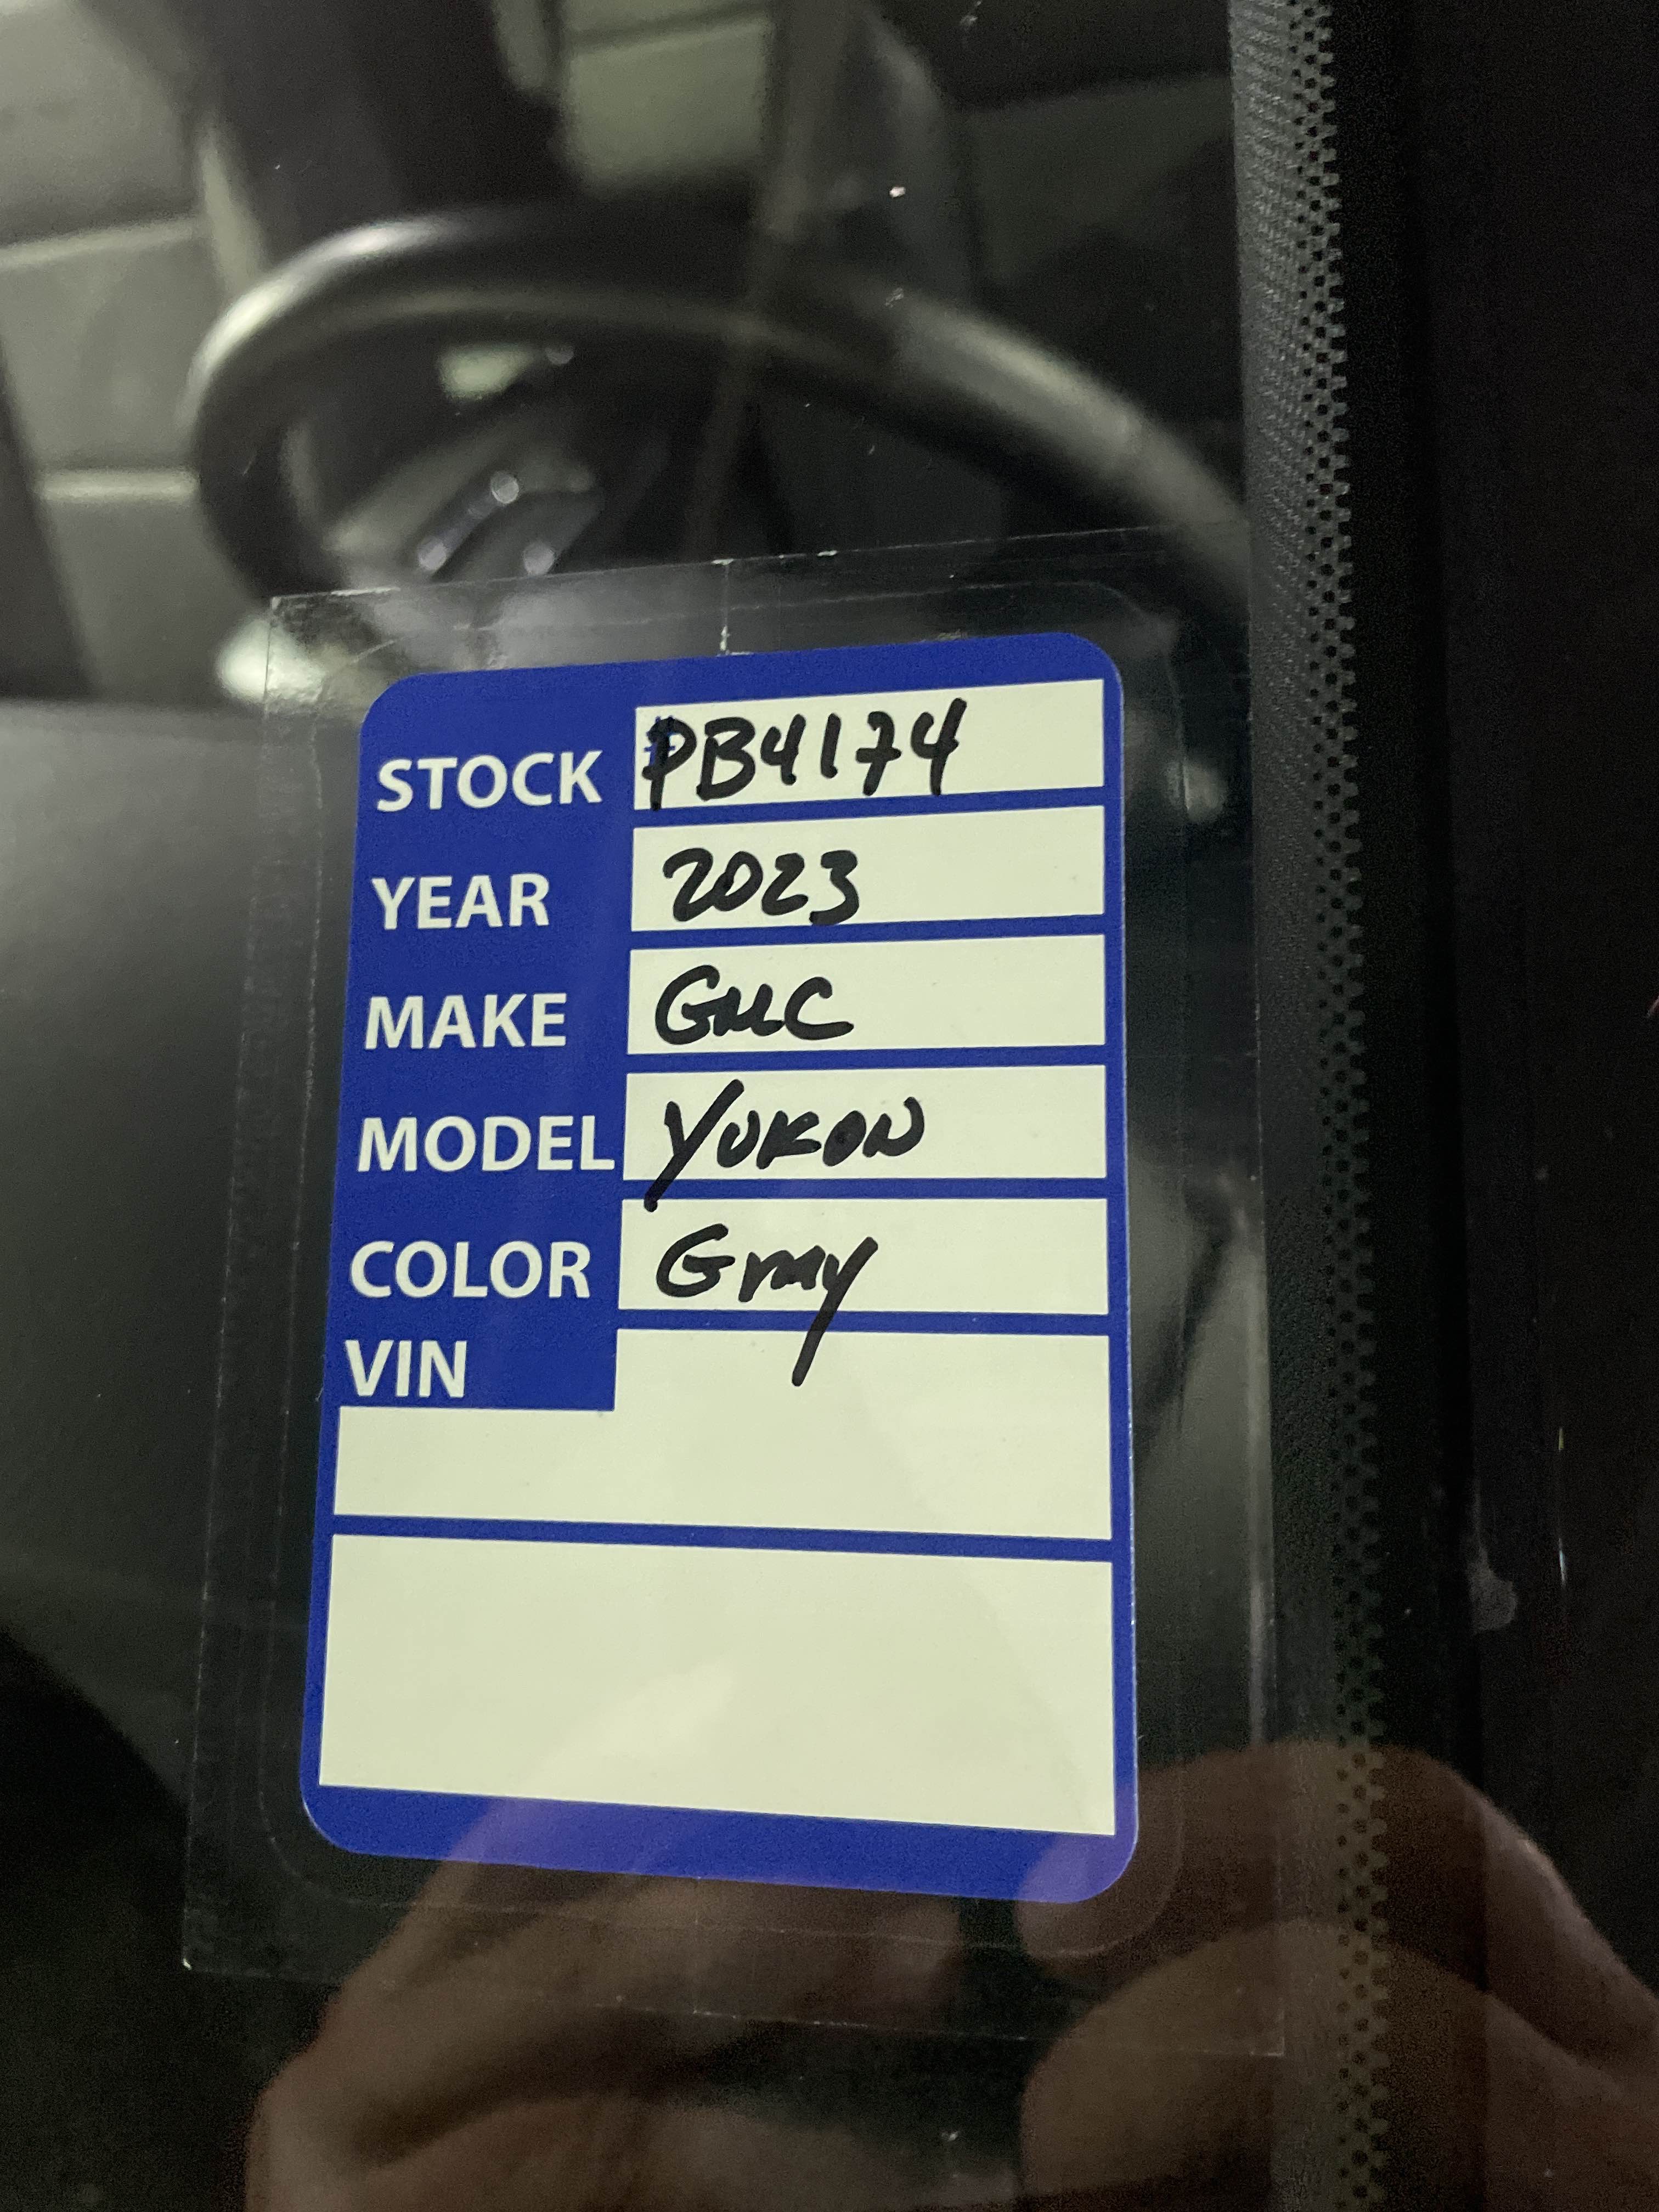 STOCK #PB4174
YEAR 2023
MAKE GMC
MODEL YUKON
COLOR Gray
VIN